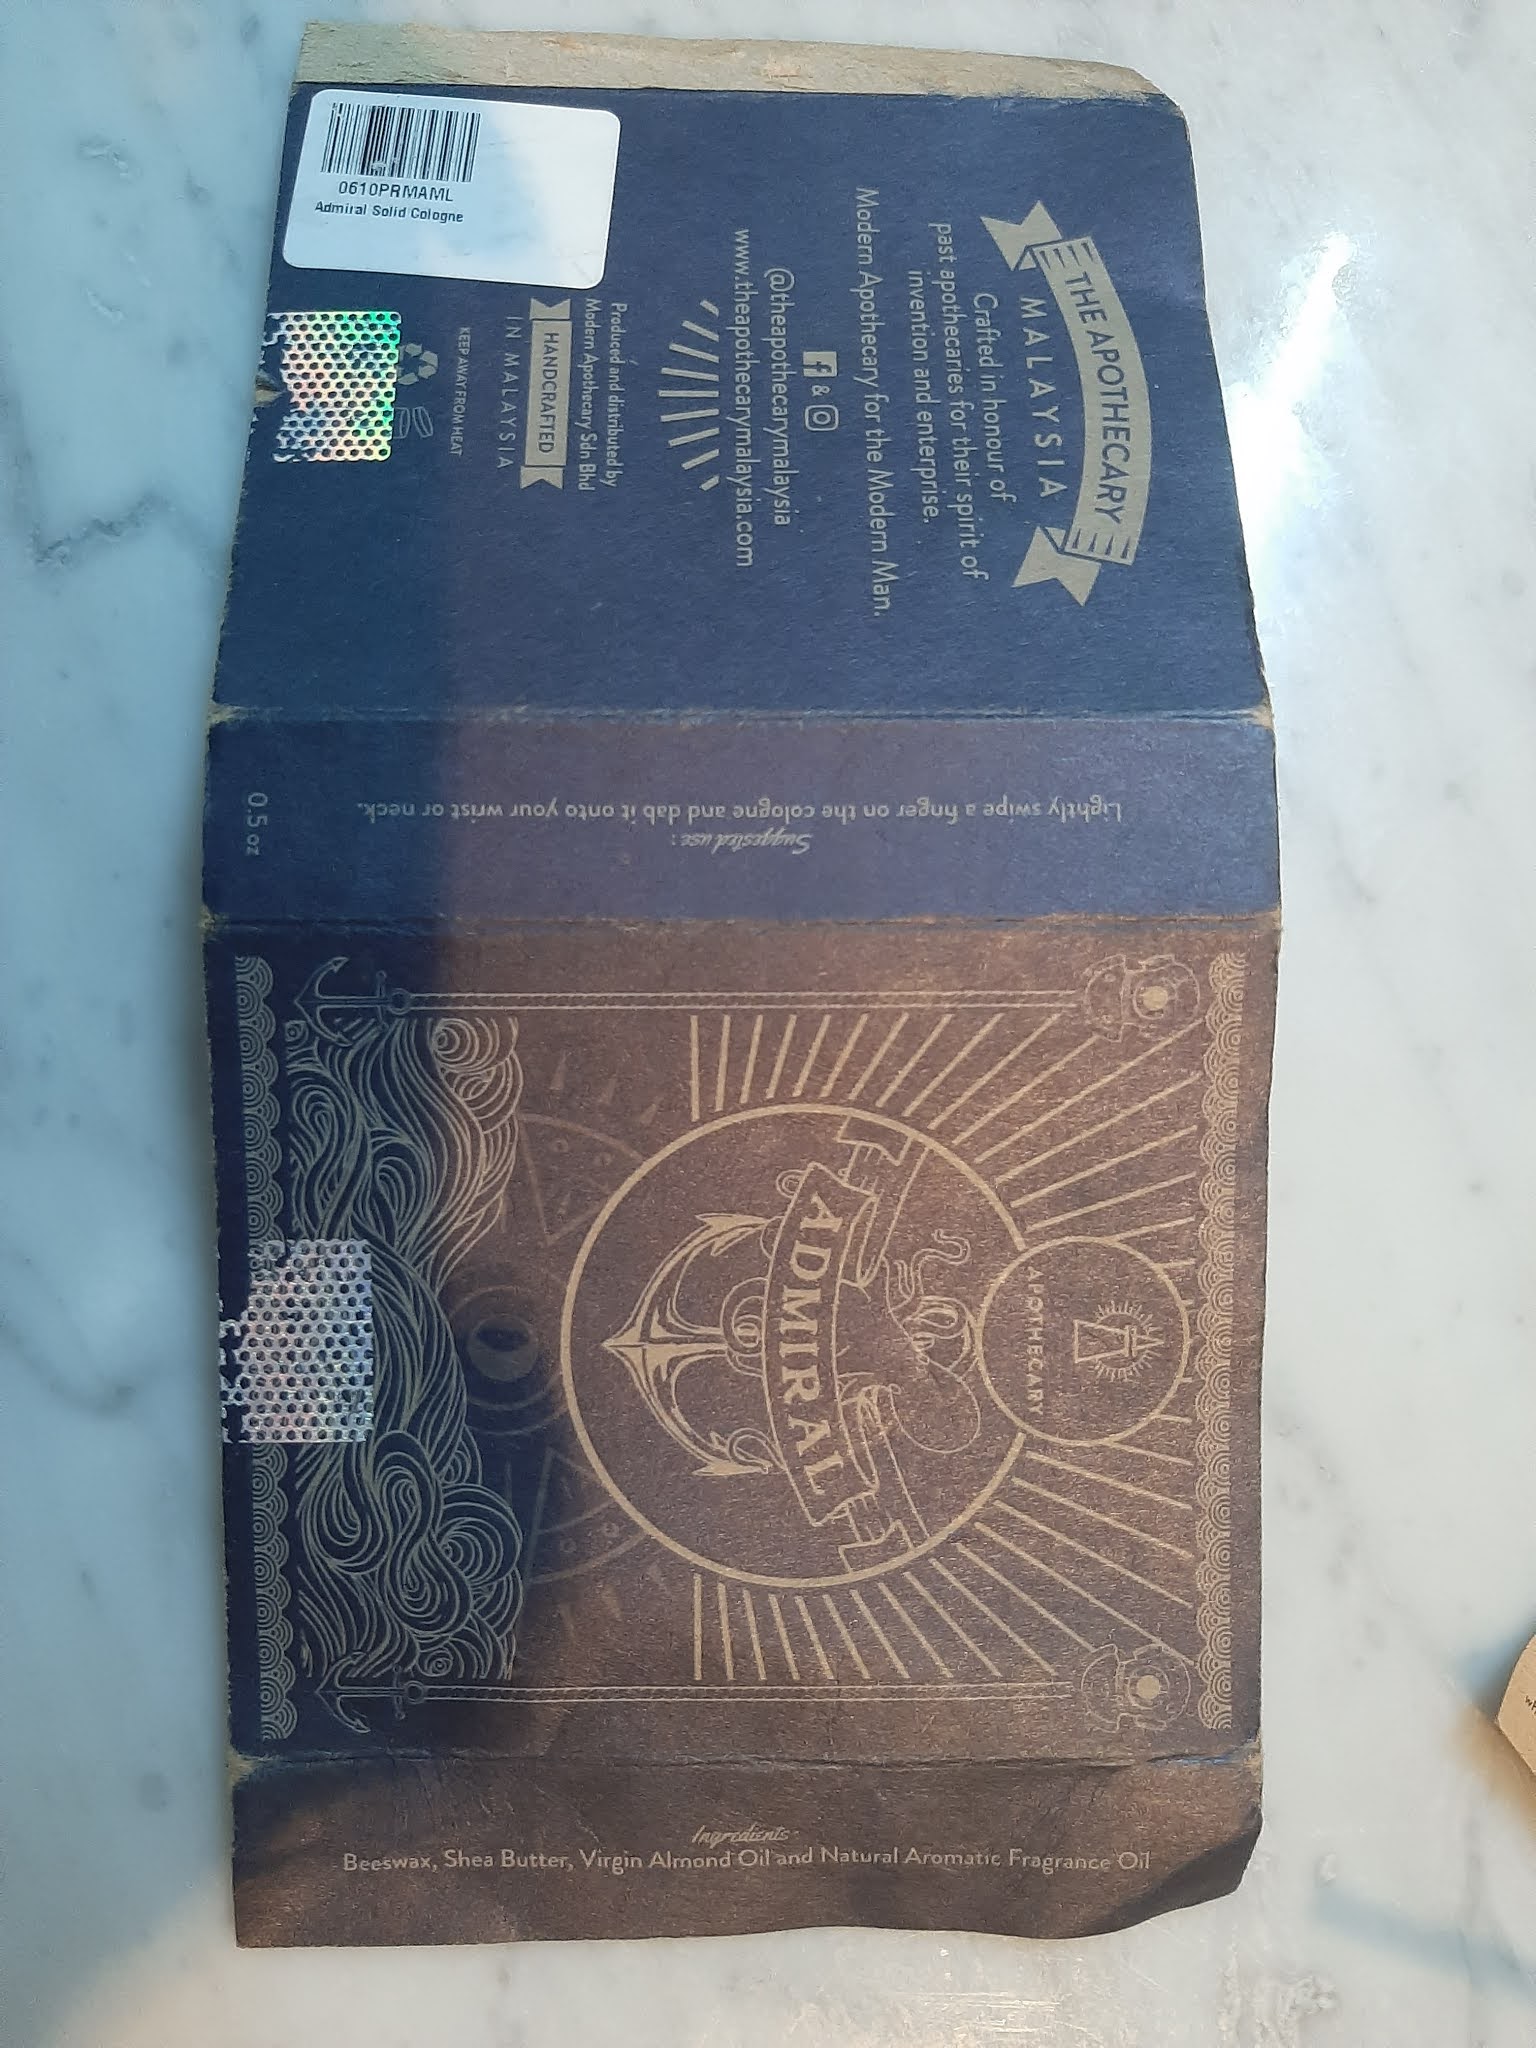 0610PRMAML
Admiral Solid Cologne
THE APOTHECARY
MALAYSIA
Crafted in honour of
past apothecaries for their spirit of
invention and enterprise.
Modern Apothecary for the Modern Man.
&
@theapothecarymalaysia
www.theapothecarymalaysia.com
Produced and distributed by
Modern Apothecary Sdn Bhd
HANDCRAFTED
IN MALAYSIA
KEEP AWAY FROM HEAT
Suggested use :
Lightly swipe a finger on the cologne and dab it onto your wrist or neck.
0.5 oz
APOTHECARY
ADMIRAL
Ingredients
Beeswax, Shea Butter, Virgin Almond Oil and Natural Aromatic Fragrance Oil